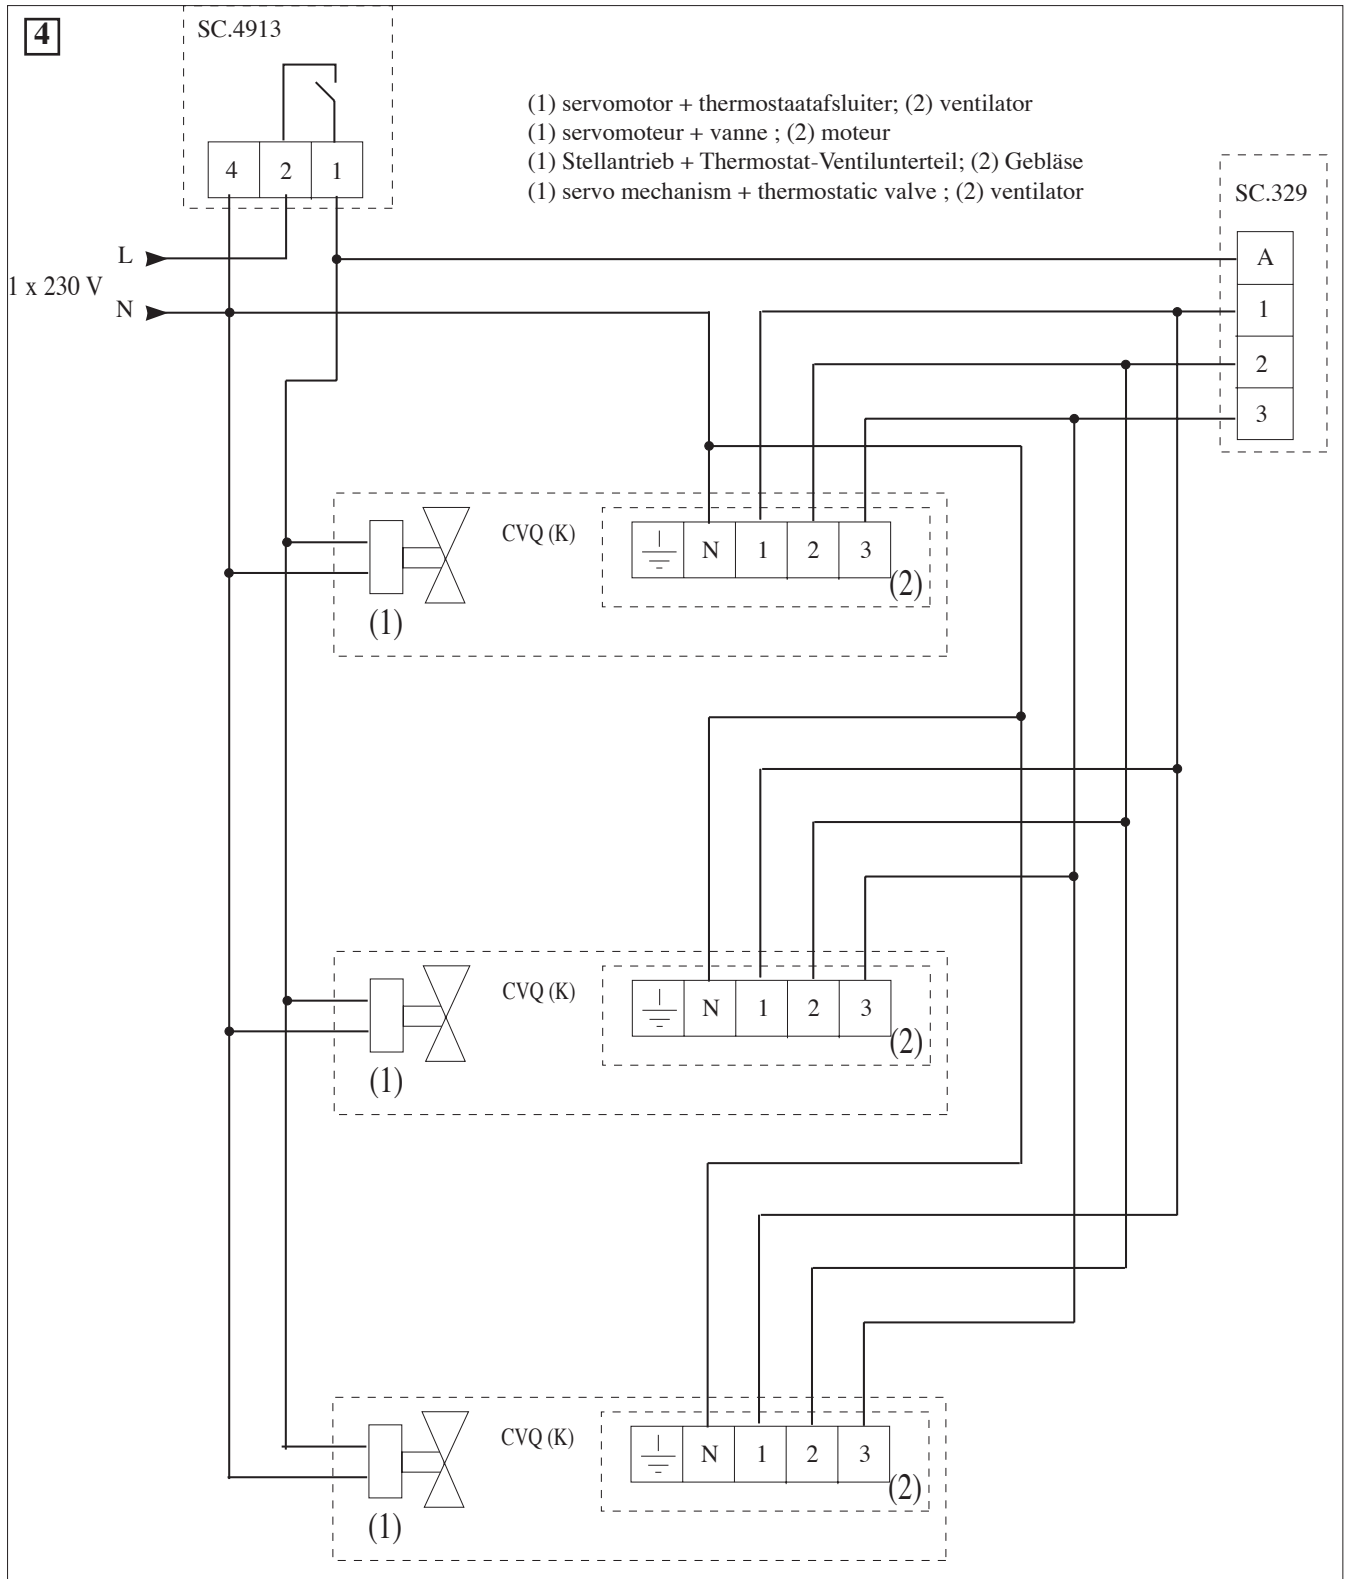 4
SC.4913
4 2 1
(1) servomotor + thermostaatafsluiter; (2) ventilator
(1) servomoteur + vanne ; (2) moteur
(1) Stellantrieb + Thermostat-Ventilunterteil; (2) Gebläse
(1) servo mechanism + thermostatic valve ; (2) ventilator
SC.329
A
1
2
3
L
1 x 230 V
N
CVQ (K)
N 1 2 3
(2)
(1)
CVQ (K)
N 1 2 3
(2)
(1)
CVQ (K)
N 1 2 3
(2)
(1)